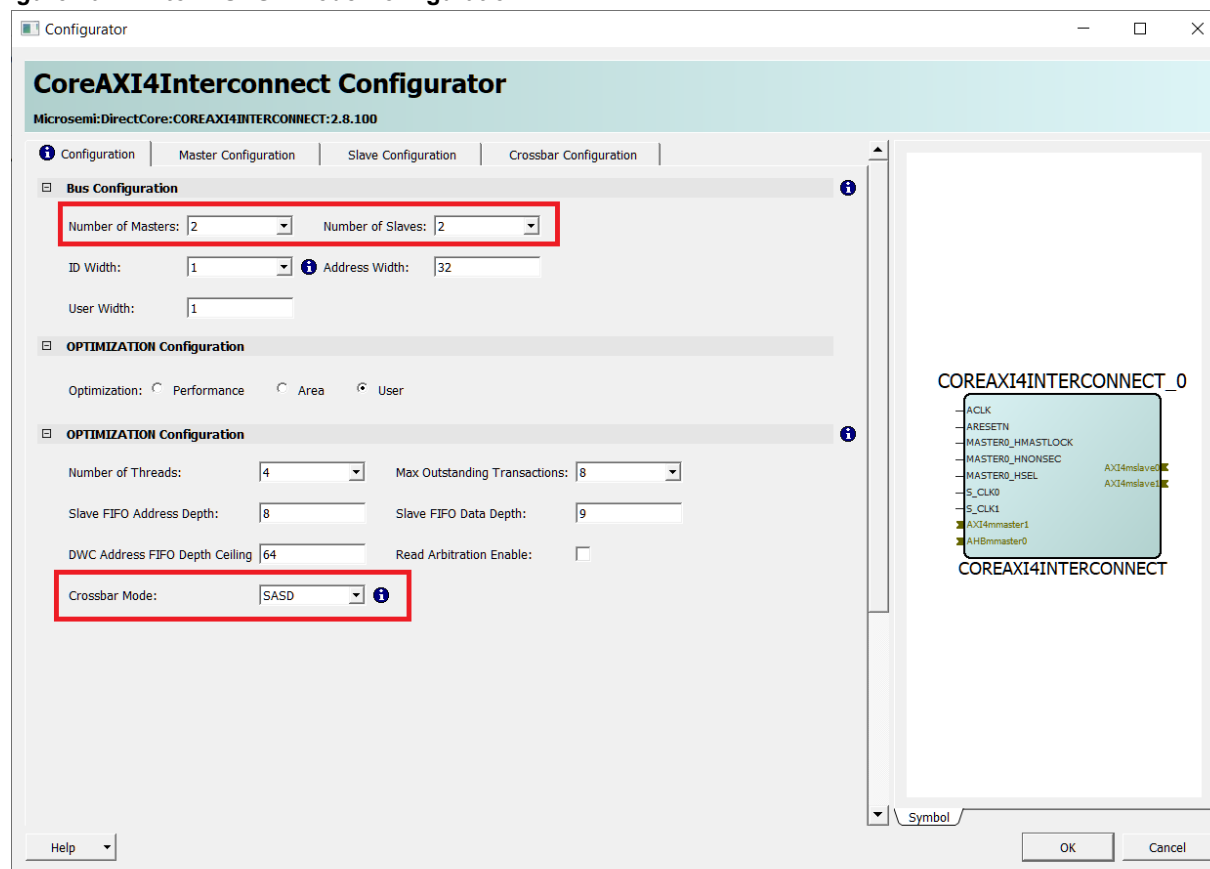 Configurator
CoreAXI4Interconnect Configurator
Microsemi:DirectCore:COREAXI4INTERCONNECT:2.8.100
Configuration Master Configuration Slave Configuration Crossbar Configuration
Bus Configuration
Number of Masters: 2 Number of Slaves: 2
ID Width: 1 Address Width: 32
User Width: 1
OPTIMIZATION Configuration
Optimization: Performance Area User
OPTIMIZATION Configuration
Number of Threads: 4 Max Outstanding Transactions: 8
Slave FIFO Address Depth: 8 Slave FIFO Data Depth: 9
DWC Address FIFO Depth Ceiling 64 Read Arbitration Enable:
Crossbar Mode: SASD
COREAXI4INTERCONNECT_0
ACLK
ARESETN
MASTER0_HMASTLOCK
MASTER0_HNONSEC
MASTER0_HSEL
S_CLK0
S_CLK1
AXI4mmaster1
AHBmmaster0
AXI4mslave0
AXI4mslave1
COREAXI4INTERCONNECT
Symbol
Help OK Cancel